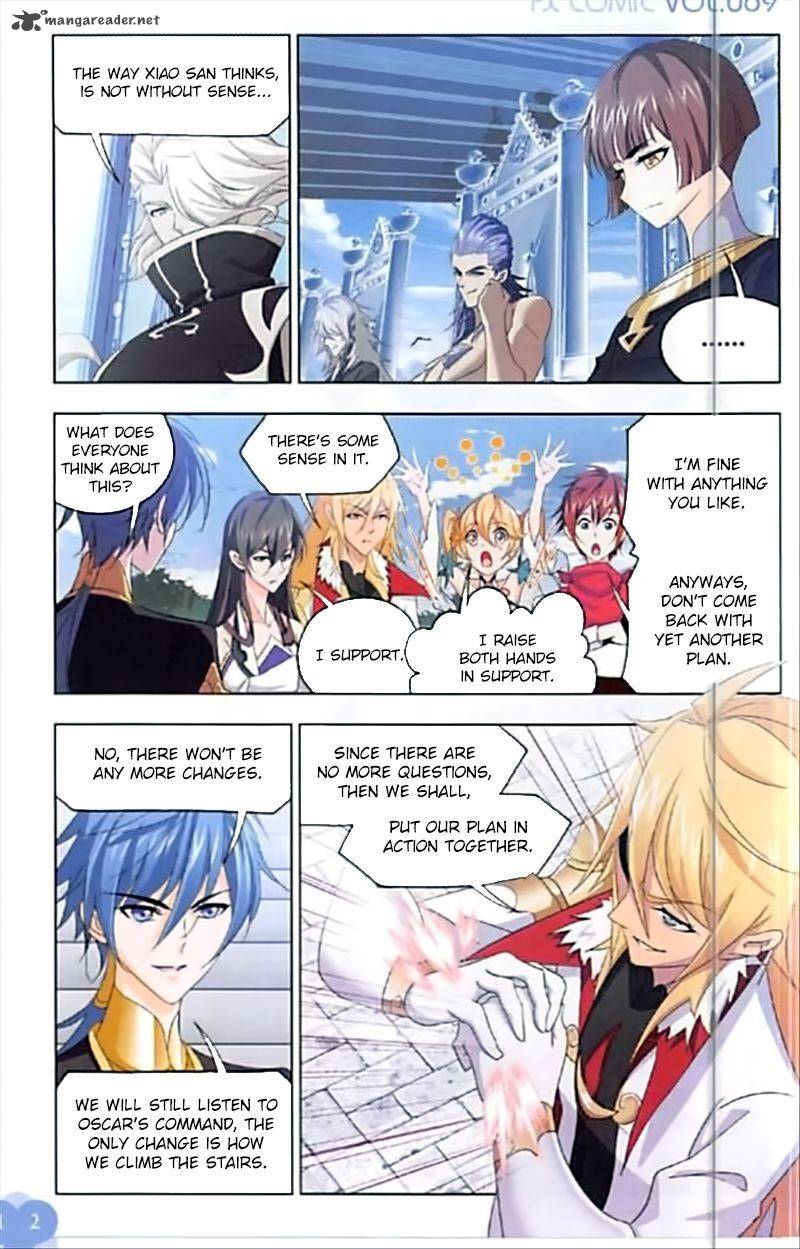 mangareader.net
FX COMIC VOL.069
THE WAY XIAO SAN THINKS,
IS NOT WITHOUT SENSE...
......
WHAT DOES
EVERYONE
THINK ABOUT
THIS?
THERE'S SOME
SENSE IN IT.
I SUPPORT.
I RAISE
BOTH HANDS
IN SUPPORT.
I'M FINE
WITH ANYTHING
YOU LIKE.
ANYWAYS,
DON'T COME
BACK WITH
YET ANOTHER
PLAN.
NO, THERE WON'T BE
ANY MORE CHANGES.
WE WILL STILL LISTEN TO
OSCAR'S COMMAND, THE
ONLY CHANGE IS HOW
WE CLIMB THE STAIRS.
SINCE THERE ARE
NO MORE QUESTIONS,
THEN WE SHALL,
PUT OUR PLAN IN
ACTION TOGETHER.
2